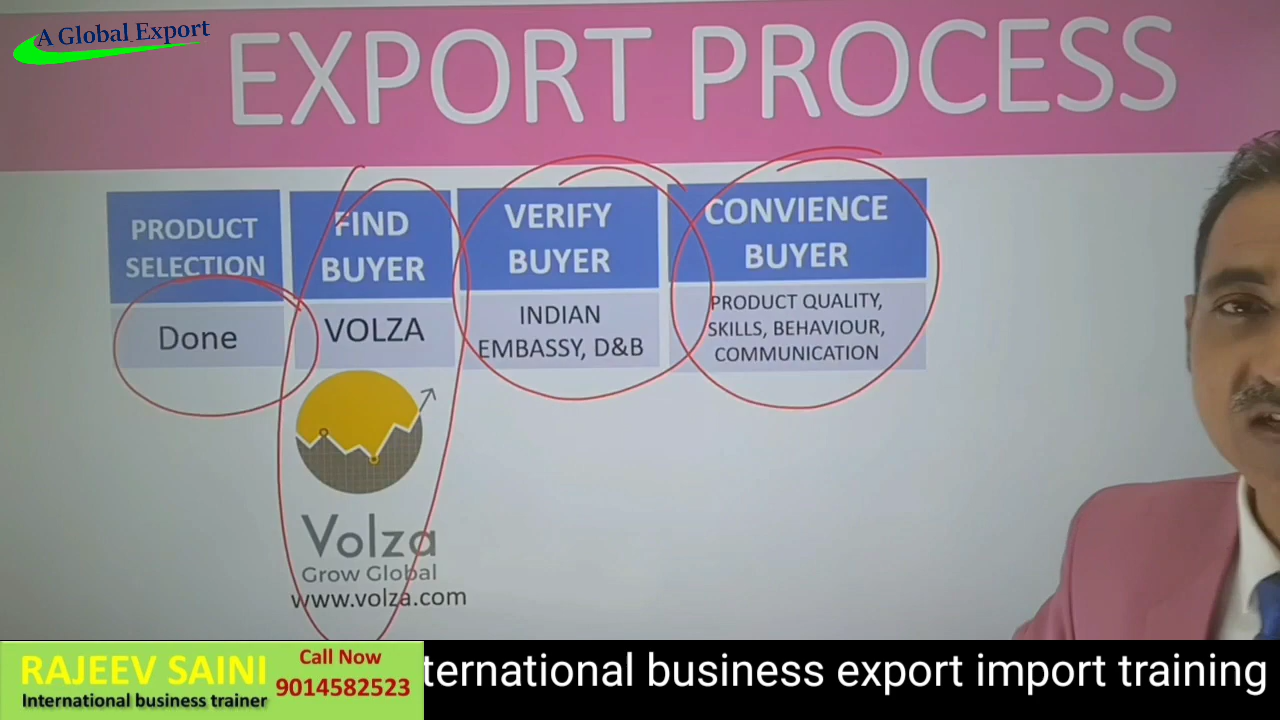 A Global Export
EXPORT PROCESS
PRODUCT
SELECTION
Done
FIND
BUYER
VOLZA
VERIFY
BUYER
INDIAN
EMBASSY, D&B
CONVIENCE
BUYER
PRODUCT QUALITY,
SKILLS, BEHAVIOUR,
COMMUNICATION
Volza
Grow Global
www.volza.com
RAJEEV SAINI
International business trainer
Call Now
9014582523
ternational business export import training